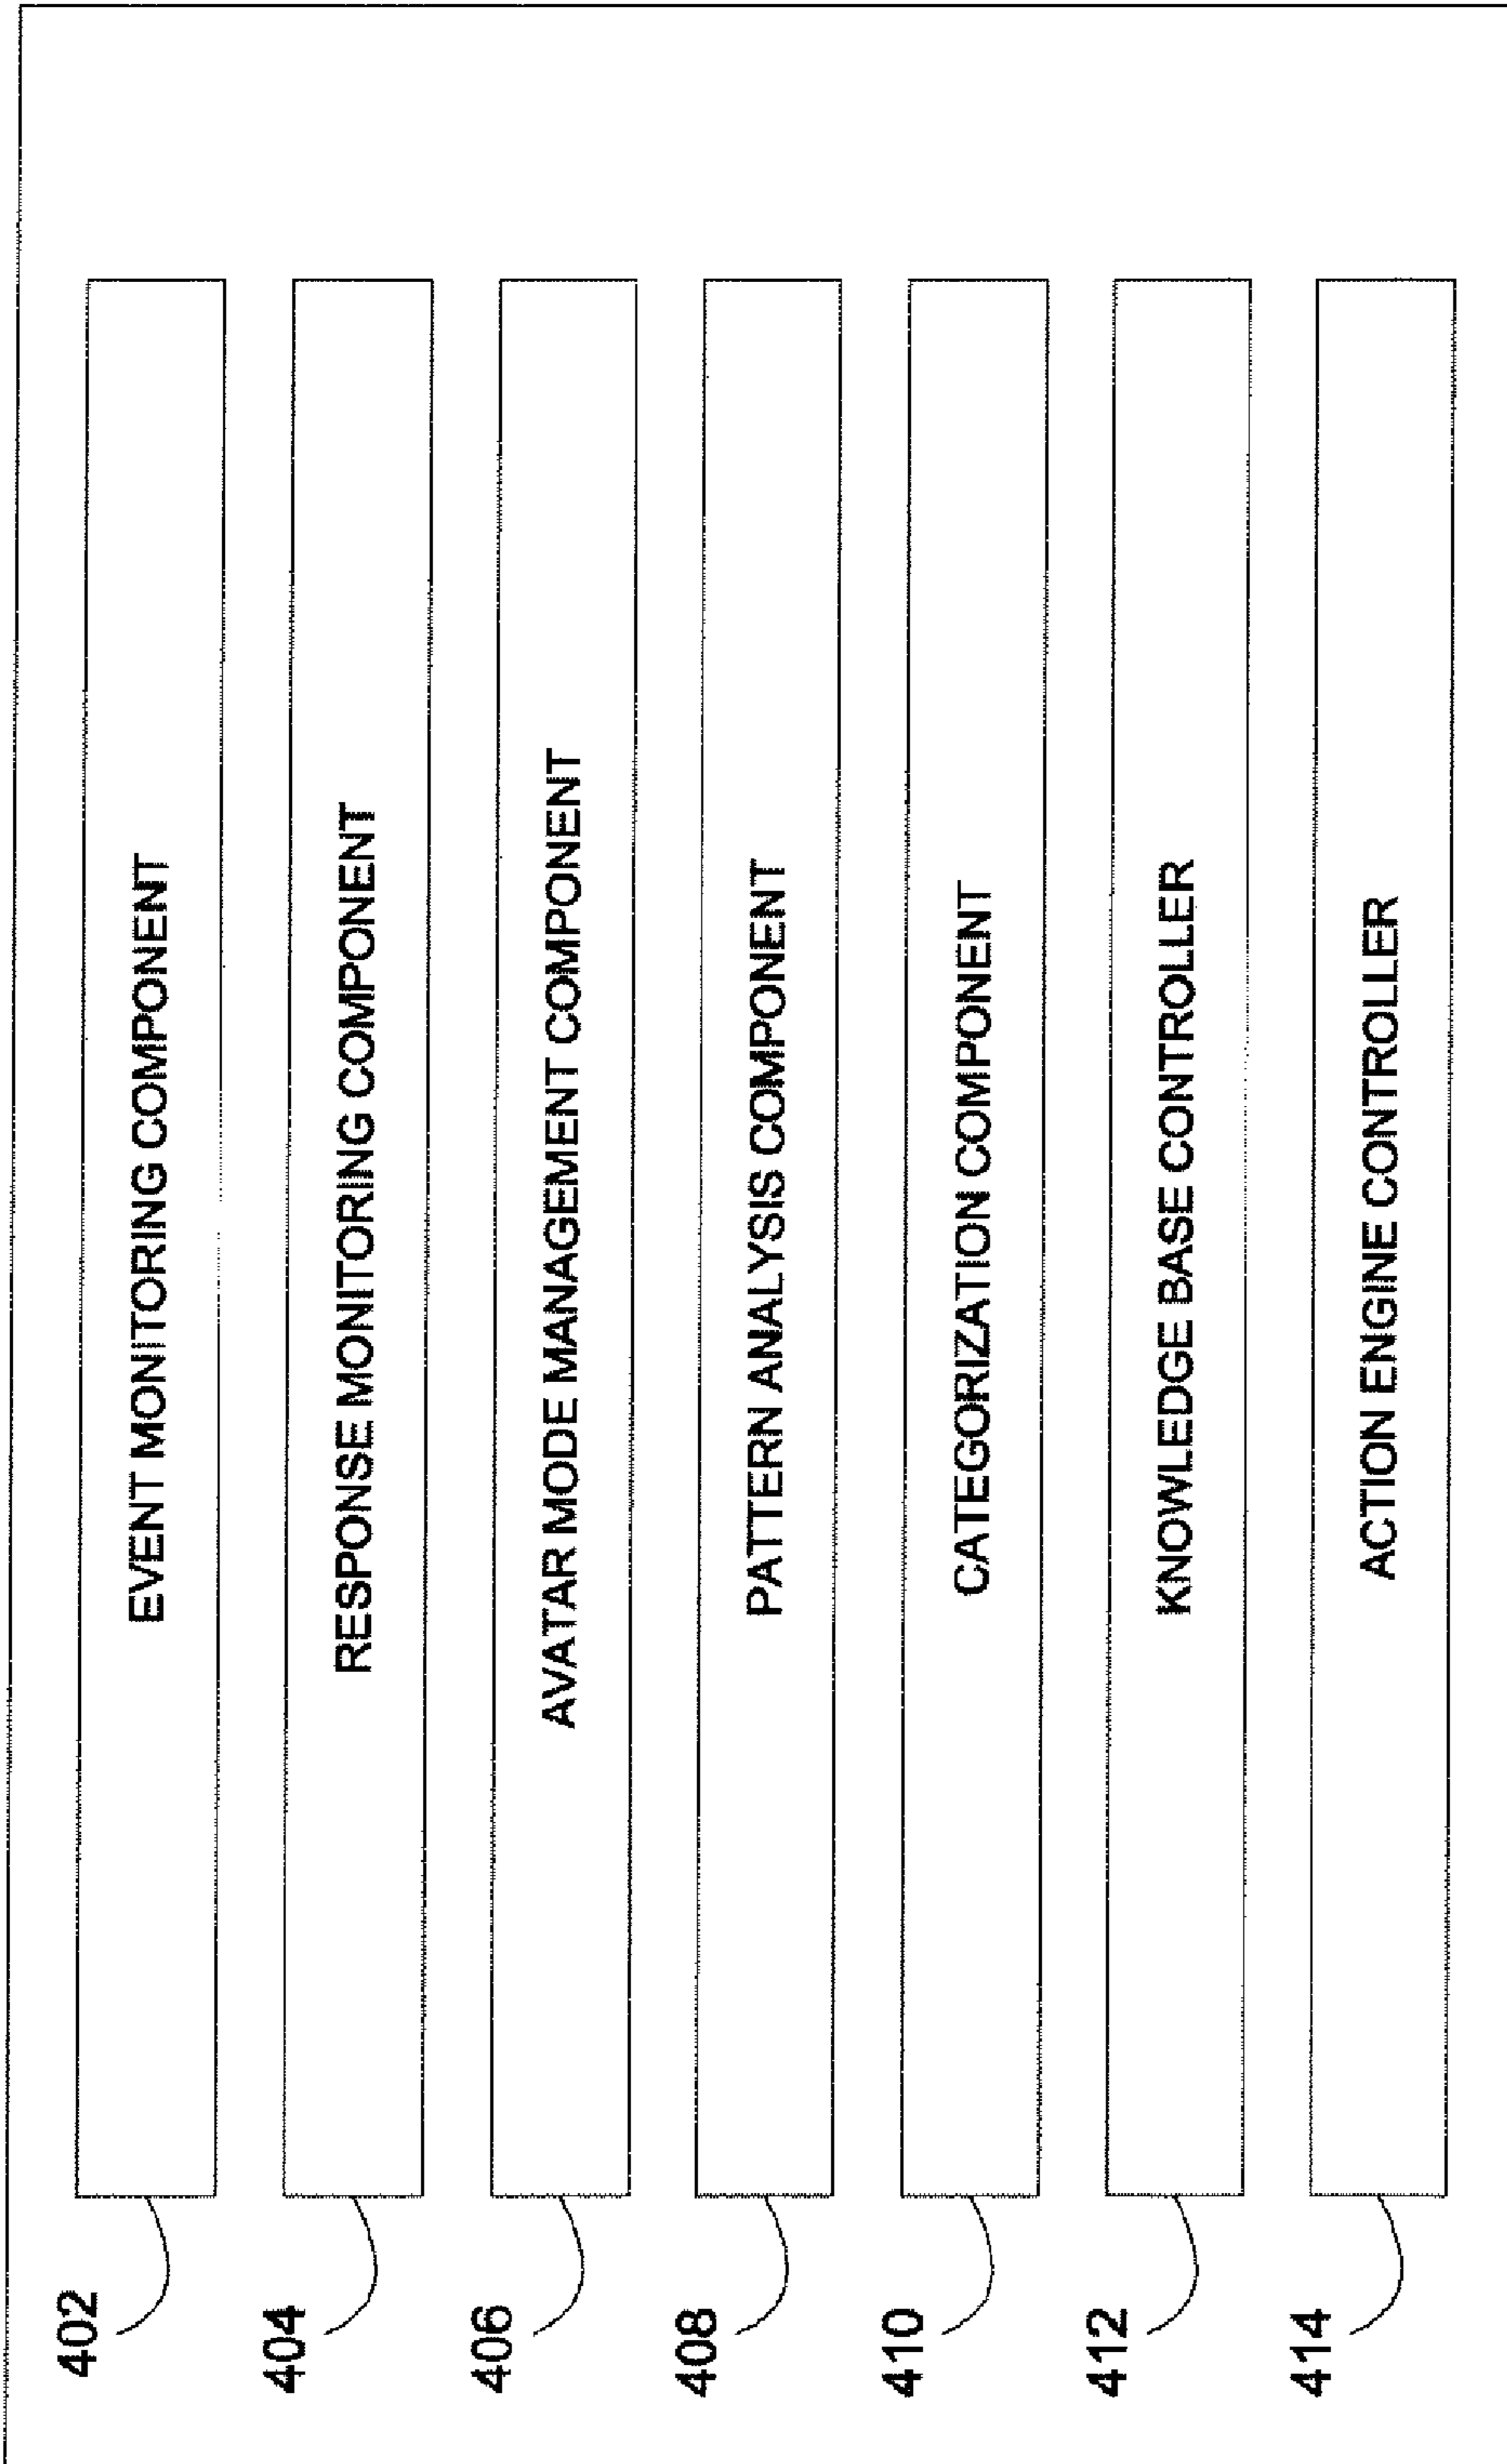 402
EVENT MONITORING COMPONENT
404
RESPONSE MONITORING COMPONENT
406
AVATAR MODE MANAGEMENT COMPONENT
408
PATTERN ANALYSIS COMPONENT
410
CATEGORIZATION COMPONENT
412
KNOWLEDGE BASE CONTROLLER
414
ACTION ENGINE CONTROLLER